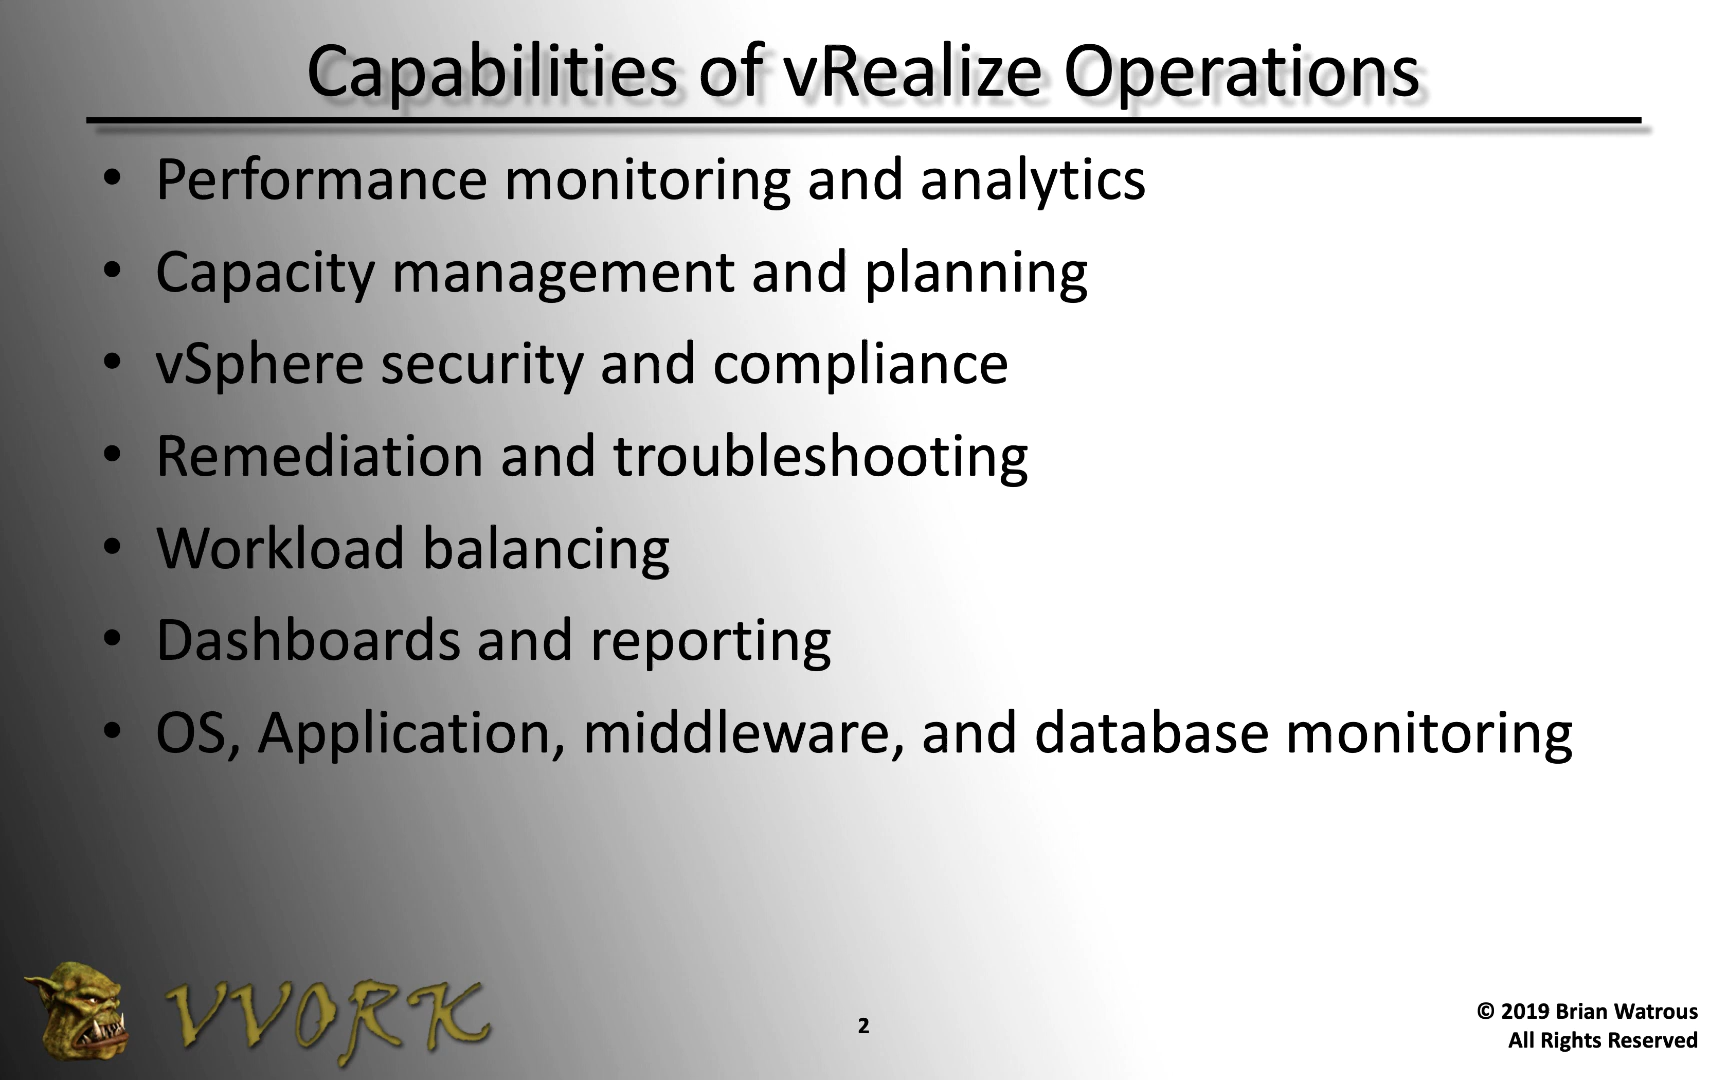 Capabilities of vRealize Operations
• Performance monitoring and analytics
• Capacity management and planning
• vSphere security and compliance
• Remediation and troubleshooting
• Workload balancing
• Dashboards and reporting
• OS, Application, middleware, and database monitoring
VVORK
2
© 2019 Brian Watrous
All Rights Reserved